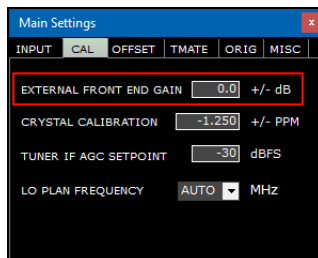 Main Settings x
INPUT CAL OFFSET TMATE ORIG MISC
EXTERNAL FRONT END GAIN 0.0 +/- dB
CRYSTAL CALIBRATION -1.250 +/- PPM
TUNER IF AGC SETPOINT -30 dBFS
LO PLAN FREQUENCY AUTO MHz